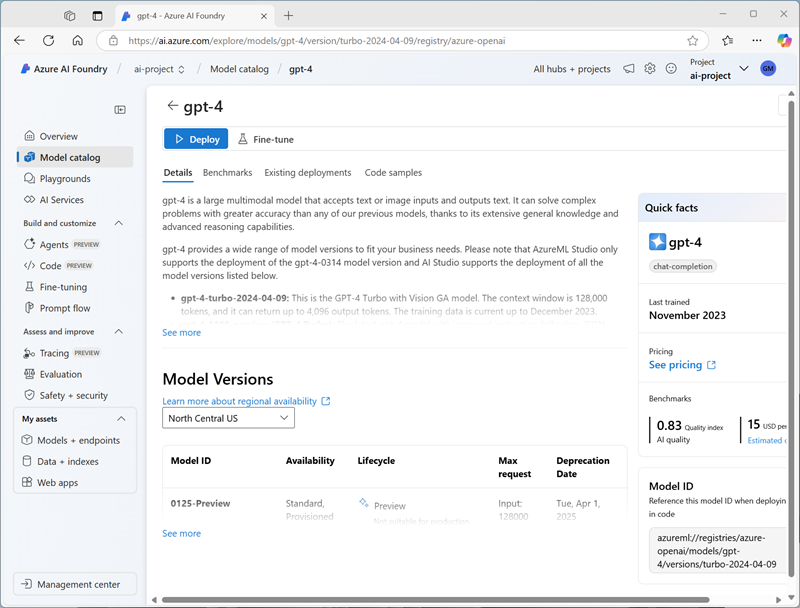 gpt-4 - Azure AI Foundry
https://ai.azure.com/explore/models/gpt-4/version/turbo-2024-04-09/registry/azure-openai
Azure AI Foundry / ai-project / Model catalog / gpt-4
All hubs + projects
Project
ai-project
GM
Overview
Model catalog
Playgrounds
AI Services
Build and customize
Agents PREVIEW
Code PREVIEW
Fine-tuning
Prompt flow
Assess and improve
Tracing PREVIEW
Evaluation
Safety + security
My assets
Models + endpoints
Data + indexes
Web apps
Management center
gpt-4
Deploy
Fine-tune
Details Benchmarks Existing deployments Code samples
gpt-4 is a large multimodal model that accepts text or image inputs and outputs text. It can solve complex
problems with greater accuracy than any of our previous models, thanks to its extensive general knowledge and
advanced reasoning capabilities.
gpt-4 provides a wide range of model versions to fit your business needs. Please note that AzureML Studio only
supports the deployment of the gpt-4-0314 model version and AI Studio supports the deployment of all the
model versions listed below.
• gpt-4-turbo-2024-04-09: This is the GPT-4 Turbo with Vision GA model. The context window is 128,000
tokens, and it can return up to 4,096 output tokens. The training data is current up to December 2023.
See more
Model Versions
Learn more about regional availability
North Central US
Model ID Availability Lifecycle Max request Deprecation Date
0125-Preview Standard, Provisioned Preview Input: 128000 Tue, Apr 1, 2025
Not suitable for production.
See more
Quick facts
gpt-4
chat-completion
Last trained
November 2023
Pricing
See pricing
Benchmarks
0.83 Quality index
AI quality
15 USD per
Estimated
Model ID
Reference this model ID when deployin
in code
azureml://registries/azure-
openai/models/gpt-
4/versions/turbo-2024-04-09